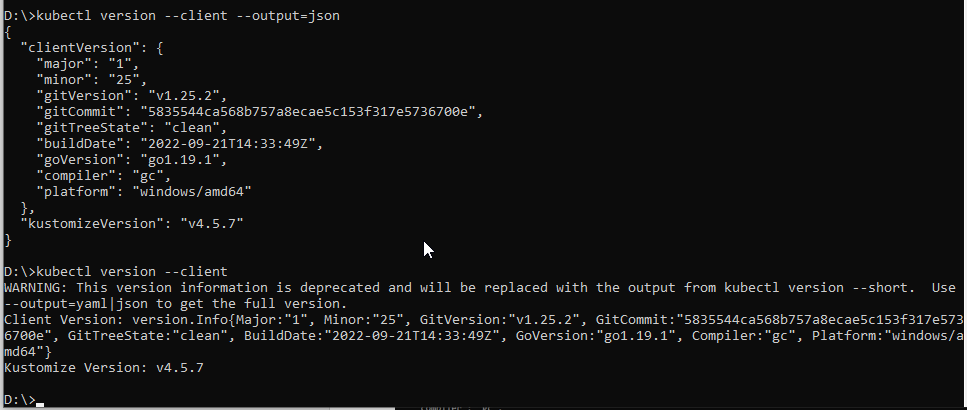 D:\>kubectl version --client --output=json
{
  "clientVersion": {
    "major": "1",
    "minor": "25",
    "gitVersion": "v1.25.2",
    "gitCommit": "5835544ca568b757a8ecae5c153f317e5736700e",
    "gitTreeState": "clean",
    "buildDate": "2022-09-21T14:33:49Z",
    "goVersion": "go1.19.1",
    "compiler": "gc",
    "platform": "windows/amd64"
  },
  "kustomizeVersion": "v4.5.7"
}
D:\>kubectl version --client
WARNING: This version information is deprecated and will be replaced with the output from kubectl version --short.  Use
--output=yaml|json to get the full version.
Client Version: version.Info{Major:"1", Minor:"25", GitVersion:"v1.25.2", GitCommit:"5835544ca568b757a8ecae5c153f317e573
6700e", GitTreeState:"clean", BuildDate:"2022-09-21T14:33:49Z", GoVersion:"go1.19.1", Compiler:"gc", Platform:"windows/a
md64"}
Kustomize Version: v4.5.7
D:\>